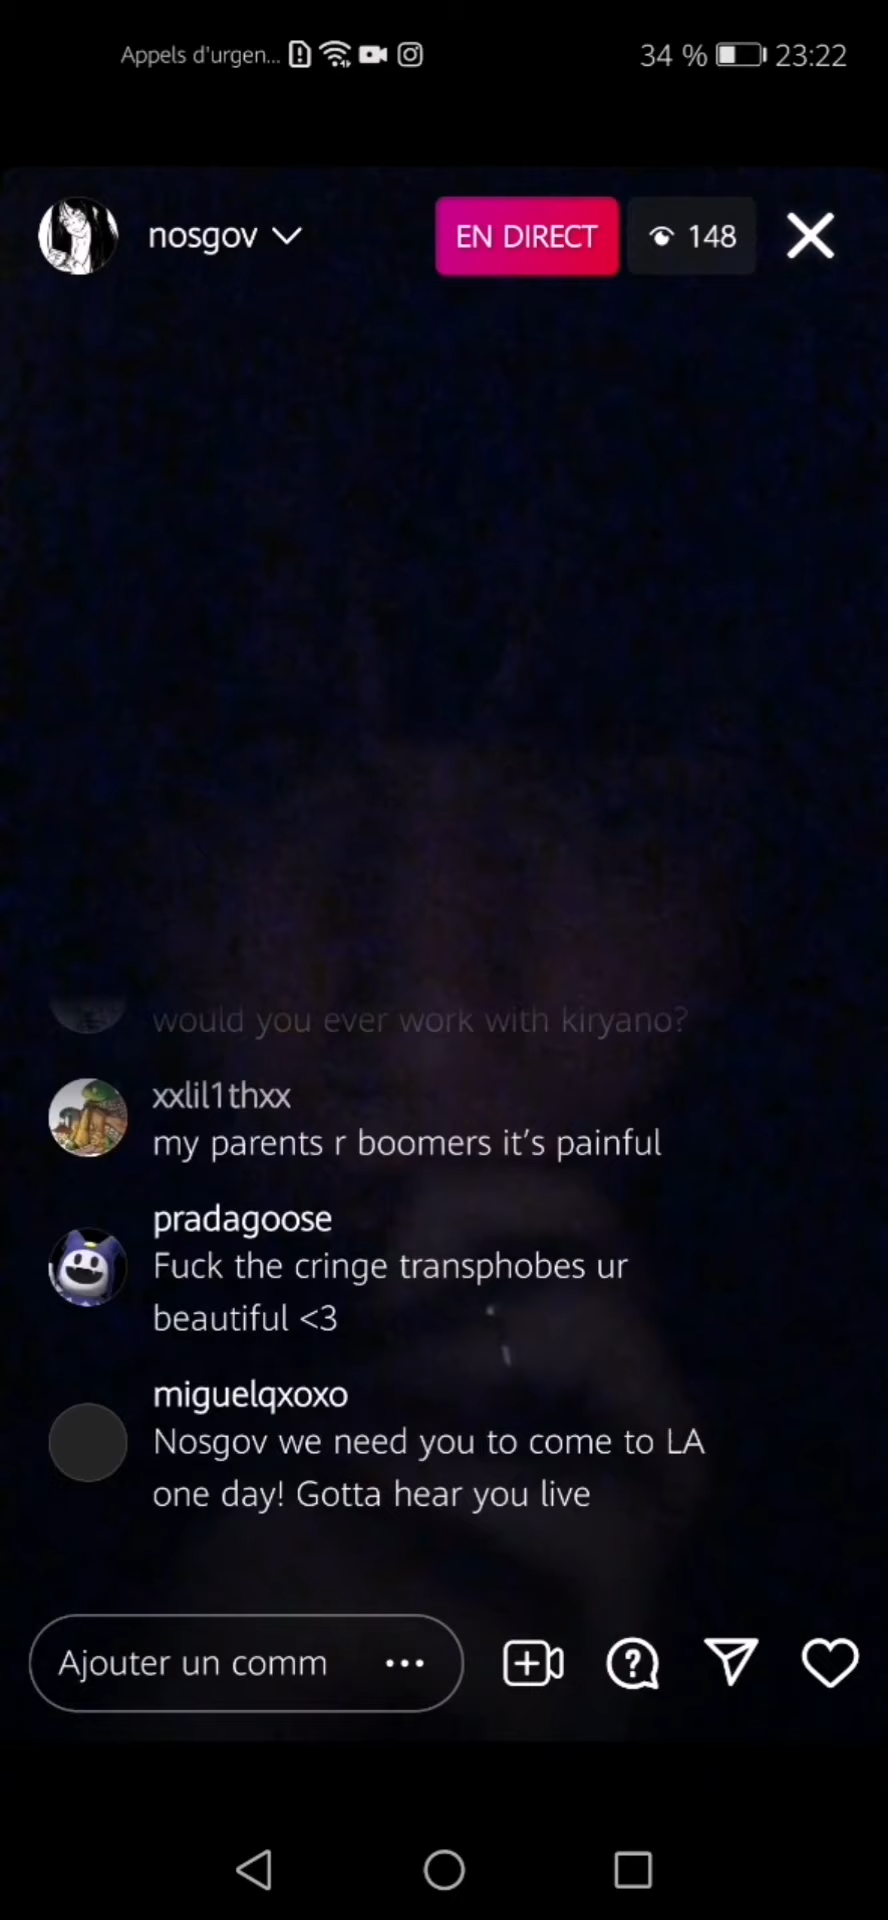 Appels d'urgen... 34 % 23:22
nosgov EN DIRECT 148
would you ever work with kiryano?
xxlil1thxx
my parents r boomers it's painful
pradagoose
Fuck the cringe transphobes ur
beautiful <3
miguelqxoxo
Nosgov we need you to come to LA
one day! Gotta hear you live
Ajouter un comm ...